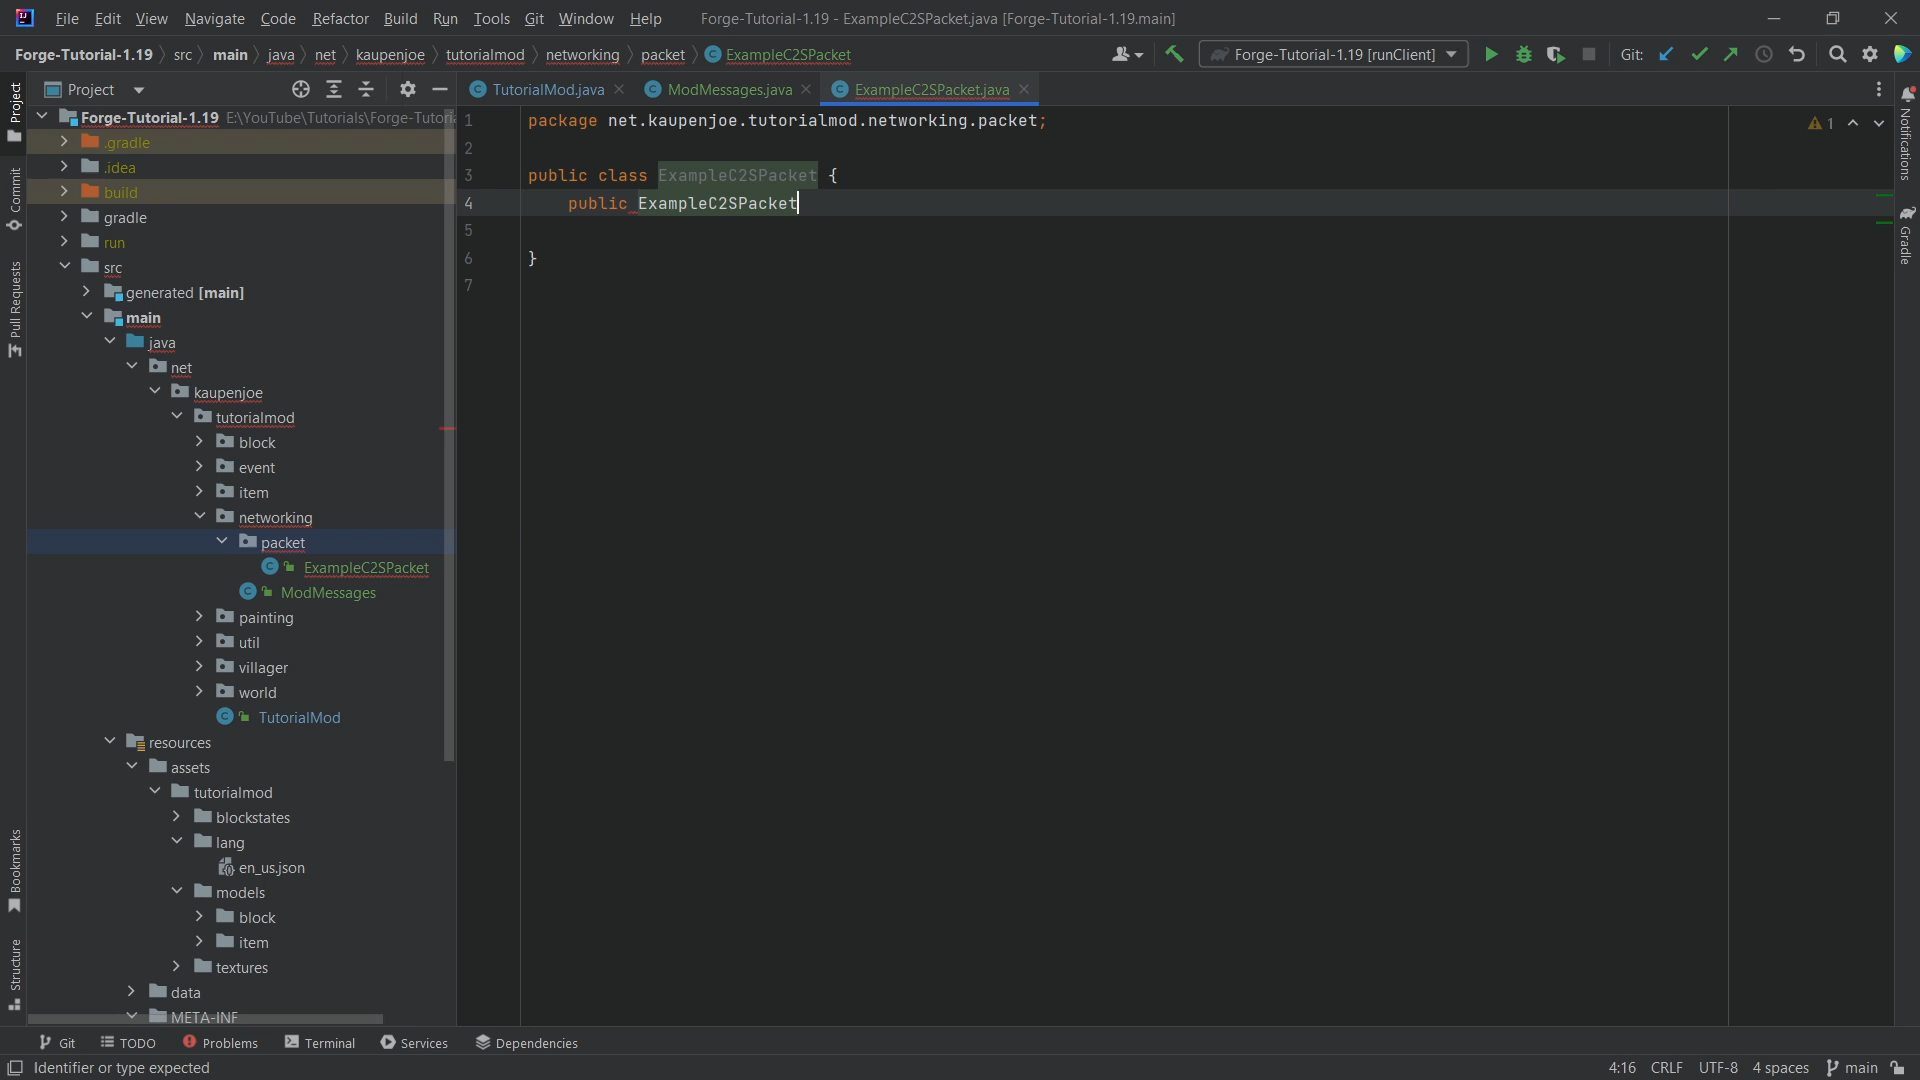 File Edit View Navigate Code Refactor Build Run Tools Git Window Help Forge-Tutorial-1.19 - ExampleC2SPacket.java [Forge-Tutorial-1.19.main]
Forge-Tutorial-1.19 src main java net kaupenjoe tutorialmod networking packet ExampleC2SPacket Forge-Tutorial-1.19 [runClient] Git:
Project TutorialMod.java ModMessages.java ExampleC2SPacket.java
Forge-Tutorial-1.19 E:\YouTube\Tutorials\Forge-Tutori
.gradle
.idea
build
gradle
run
src
generated [main]
main
java
net
kaupenjoe
tutorialmod
block
event
item
networking
packet
ExampleC2SPacket
ModMessages
painting
util
villager
world
TutorialMod
resources
assets
tutorialmod
blockstates
lang
en_us.json
models
block
item
textures
data
META-INF
1 package net.kaupenjoe.tutorialmod.networking.packet;
2
3 public class ExampleC2SPacket {
4 public ExampleC2SPacket
5
6 }
7
1
Project
Commit
Pull Requests
Bookmarks
Structure
Notifications
Gradle
Git TODO Problems Terminal Services Dependencies
Identifier or type expected 4:16 CRLF UTF-8 4 spaces main